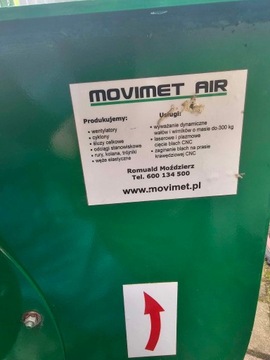 MOVIMET AIR
Produkujemy:
- wentylatory
- cyklony
- śluzy celkowe
- odciągi stanowiskowe
- rury, kolana, trójniki
- węże elastyczne
Usługi:
- wyważanie dynamiczne
wałów i wirników o masie do.000 kg
- laserowe i plazmowe
cięcie blach CNC
- zaginanie blach na prasie
krawędziowej CNC
Romuald Moździerz
Tel. 600 134 500
www.movimet.pl